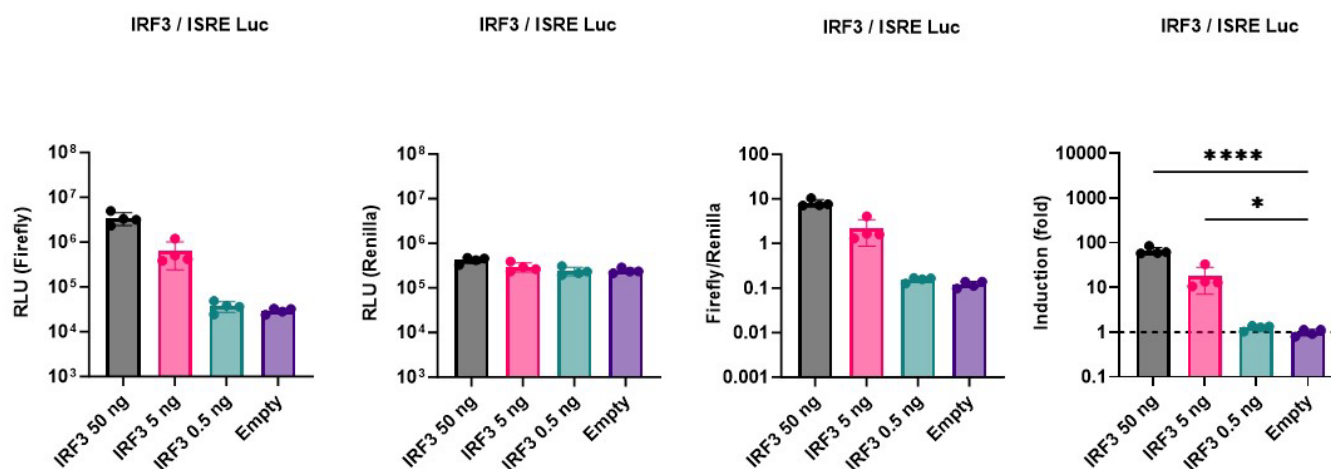 IRF3 / ISRE Luc
RLU (Firefly)
10⁸
10⁷
10⁶
10⁵
10⁴
10³
IRF3 50 ng
IRF3 5 ng
IRF3 0.5 ng
Empty
IRF3 / ISRE Luc
RLU (Renilla)
10⁸
10⁷
10⁶
10⁵
10⁴
10³
IRF3 50 ng
IRF3 5 ng
IRF3 0.5 ng
Empty
IRF3 / ISRE Luc
Firefly/Renilla
100
10
1
0.1
0.01
0.001
IRF3 50 ng
IRF3 5 ng
IRF3 0.5 ng
Empty
IRF3 / ISRE Luc
Induction (fold)
10000
1000
100
10
1
0.1
****
*
IRF3 50 ng
IRF3 5 ng
IRF3 0.5 ng
Empty